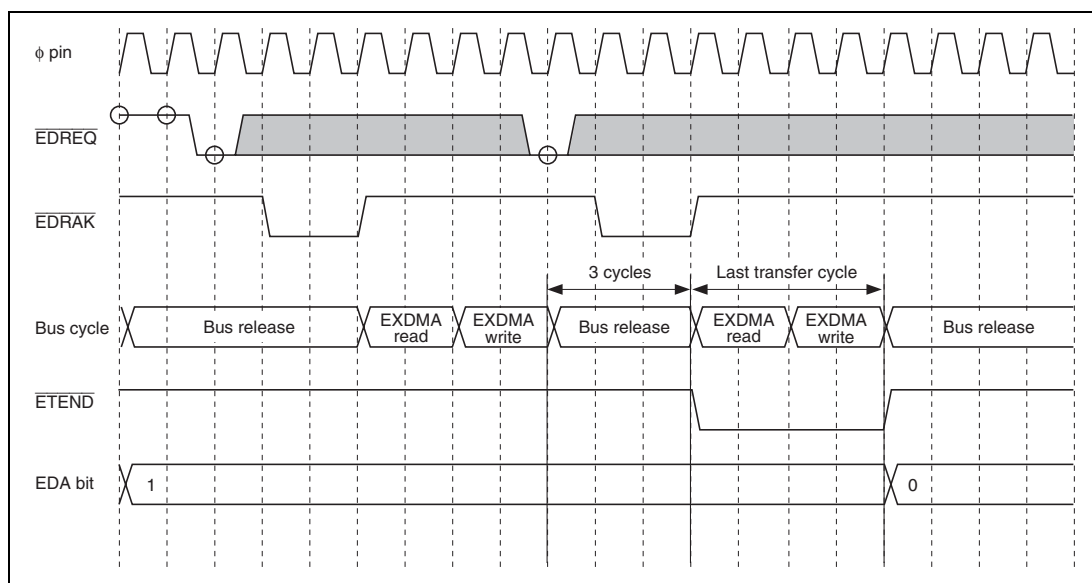 φ pin
EDREQ
EDRAK
3 cycles
Last transfer cycle
Bus cycle
Bus release
EXDMA
read
EXDMA
write
Bus release
EXDMA
read
EXDMA
write
Bus release
ETEND
EDA bit
1
0